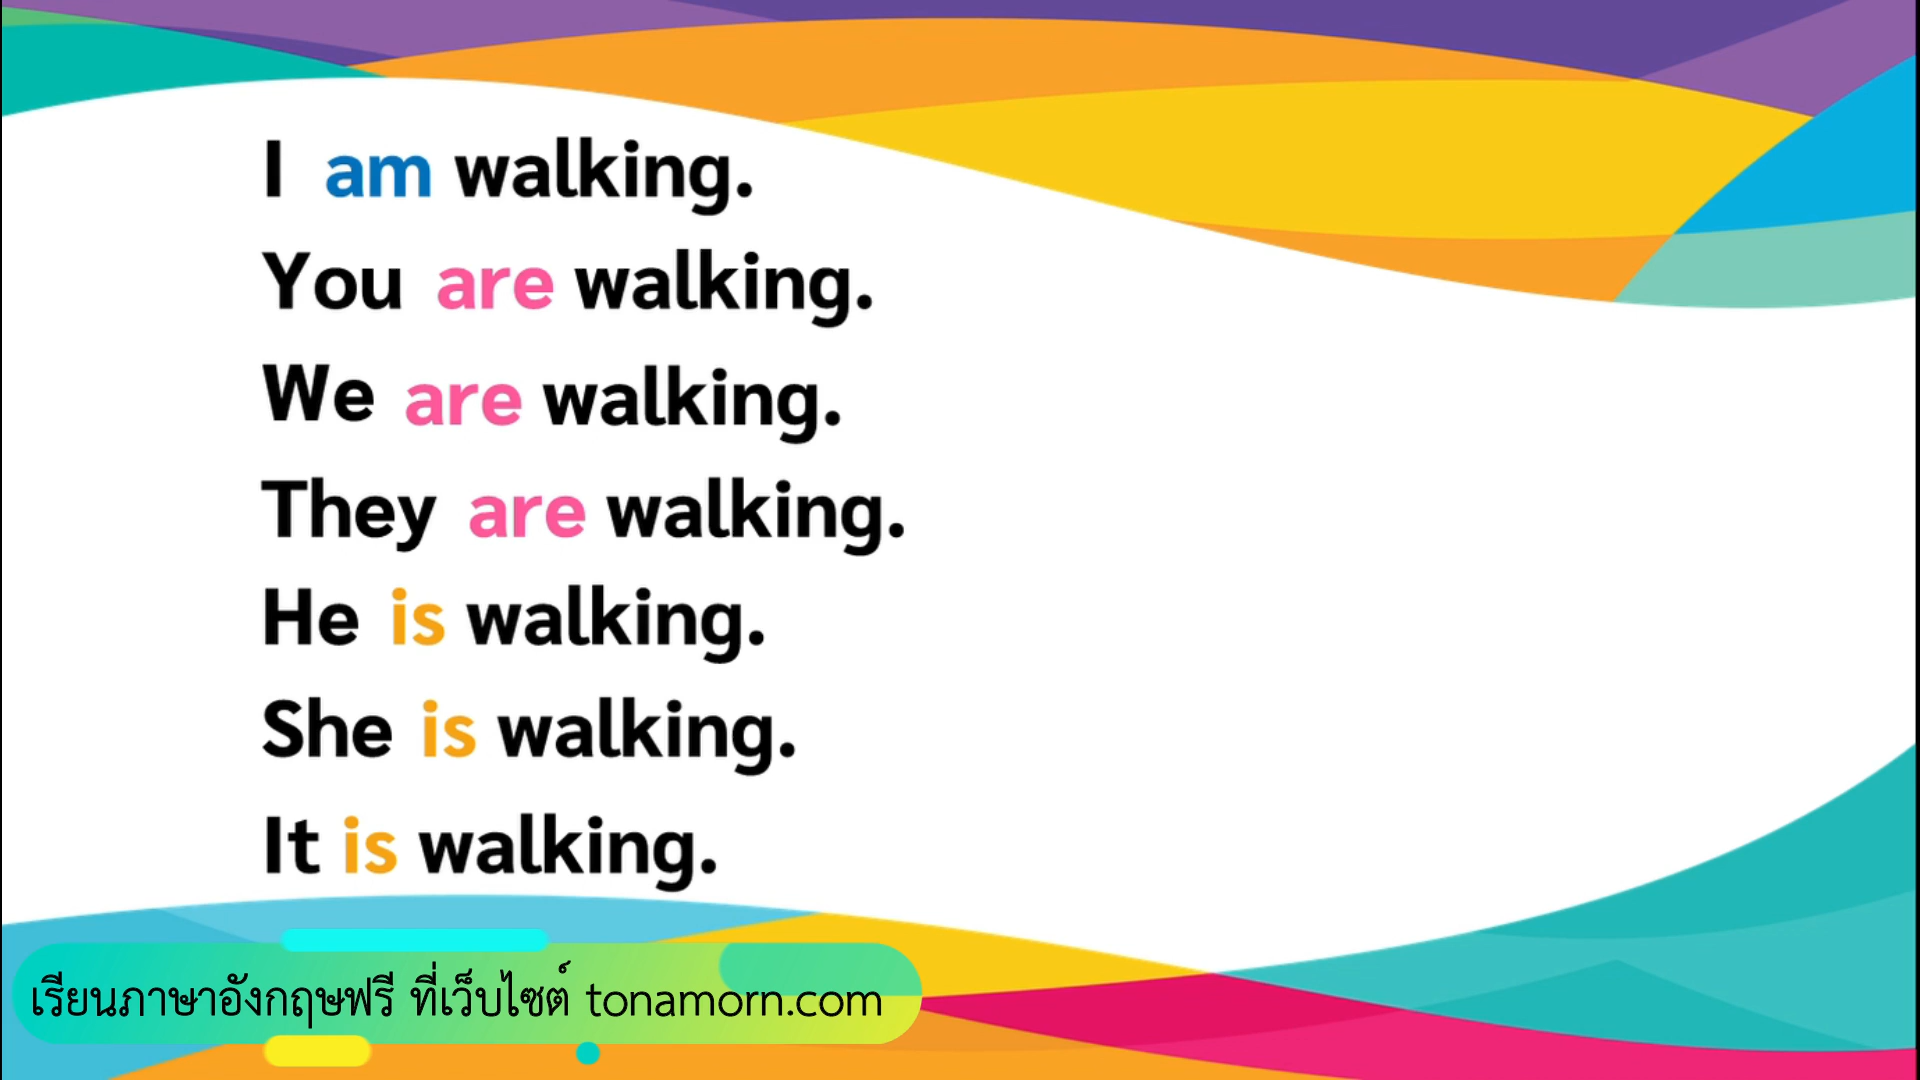 I am walking.
You are walking.
We are walking.
They are walking.
He is walking.
She is walking.
It is walking.
เรียนภาษาอังกฤษฟรี ที่เว็บไซต์ tonamorn.com